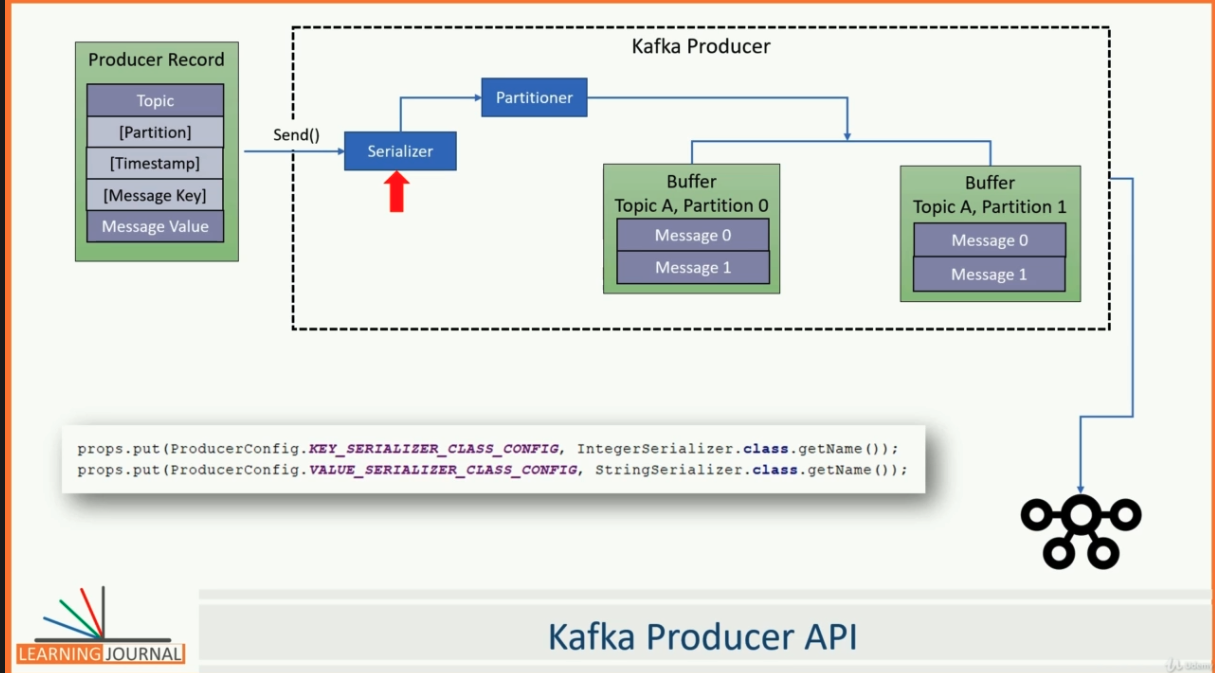 Kafka Producer
Producer Record
Topic
[Partition]
[Timestamp]
[Message Key]
Message Value
Send()
Serializer
Partitioner
Buffer
Topic A, Partition 0
Message 0
Message 1
Buffer
Topic A, Partition 1
Message 0
Message 1
props.put(ProducerConfig.KEY_SERIALIZER_CLASS_CONFIG, IntegerSerializer.class.getName());
props.put(ProducerConfig.VALUE_SERIALIZER_CLASS_CONFIG, StringSerializer.class.getName());
LEARNING JOURNAL
Kafka Producer API
Udemy